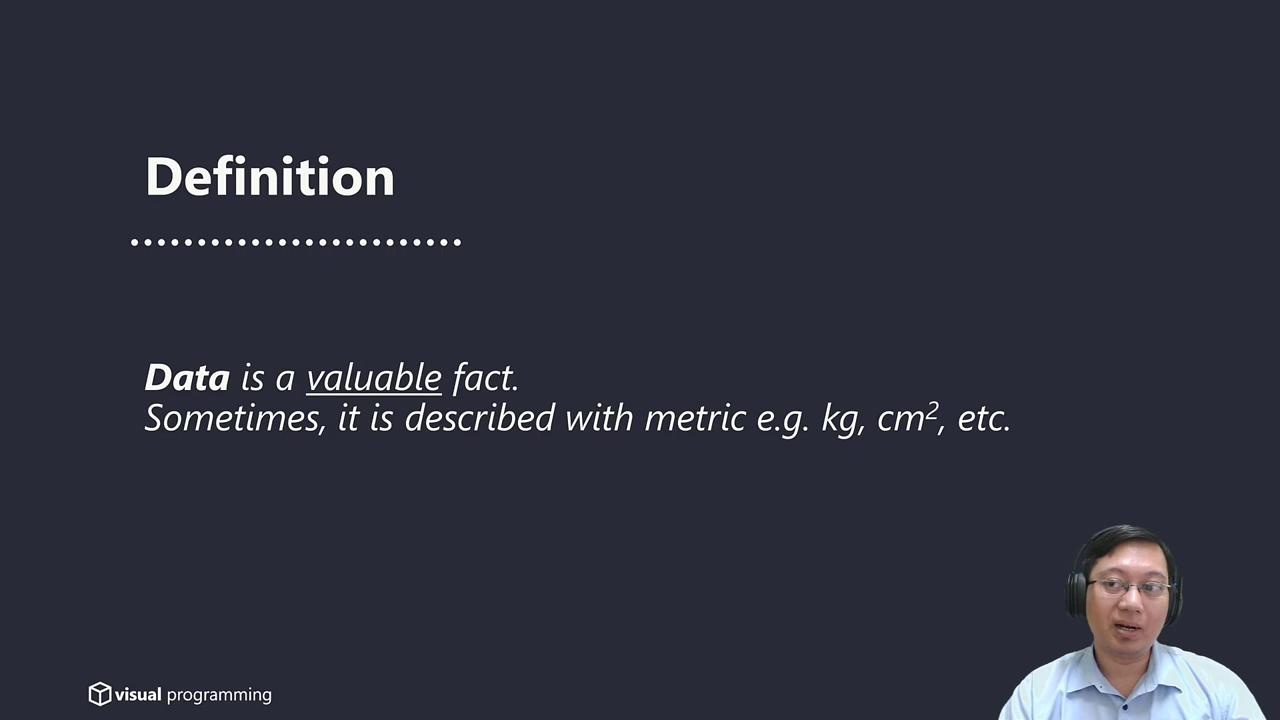 Definition
Data is a valuable fact.
Sometimes, it is described with metric e.g. kg, cm², etc.
visual programming